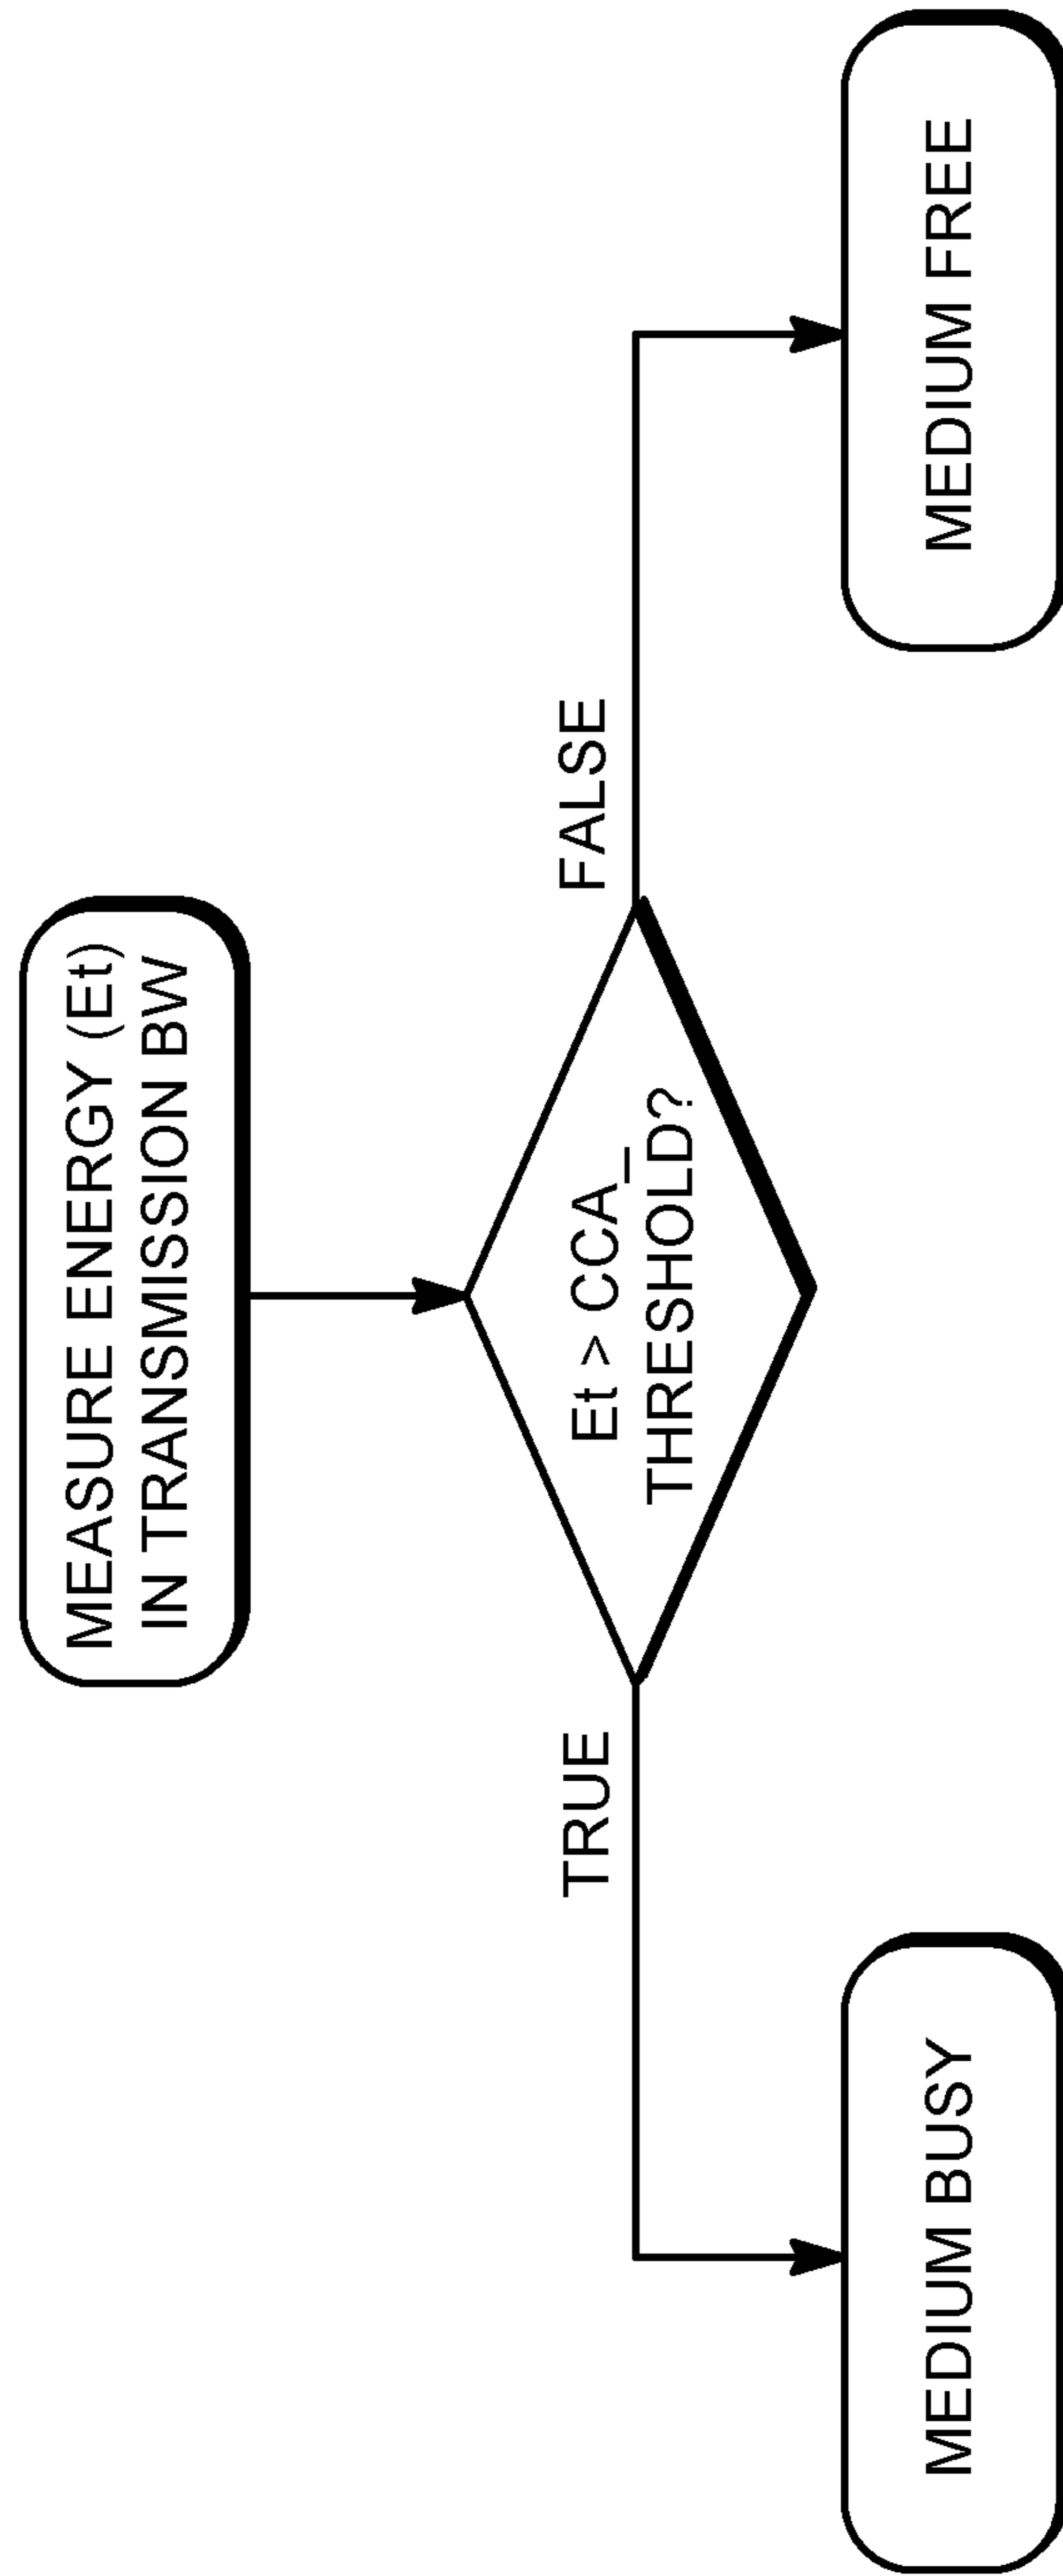 MEASURE ENERGY (Et)
IN TRANSMISSION BW
Et > CCA_
THRESHOLD?
TRUE
FALSE
MEDIUM BUSY
MEDIUM FREE